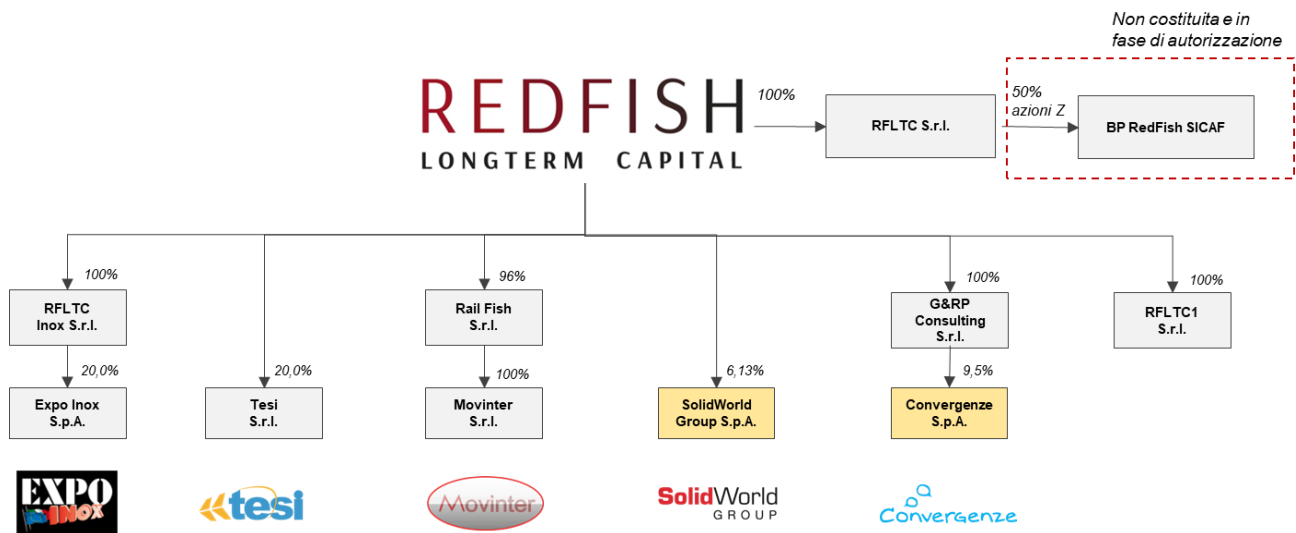 Non costituita e in
fase di autorizzazione
REDFISH
LONGTERM CAPITAL
100%
RFLTC S.r.l.
50%
azioni Z
BP RedFish SICAF
100%
96%
100%
100%
RFLTC
Inox S.r.l.
Rail Fish
S.r.l.
G&RP
Consulting
S.r.l.
RFLTC1
S.r.l.
20,0%
20,0%
100%
6,13%
9,5%
Expo Inox
S.p.A.
Tesi
S.r.l.
Movinter
S.r.l.
SolidWorld
Group S.p.A.
Convergenze
S.p.A.
EXPO
INOX
tesi
Movinter
SolidWorld
GROUP
Convergenze